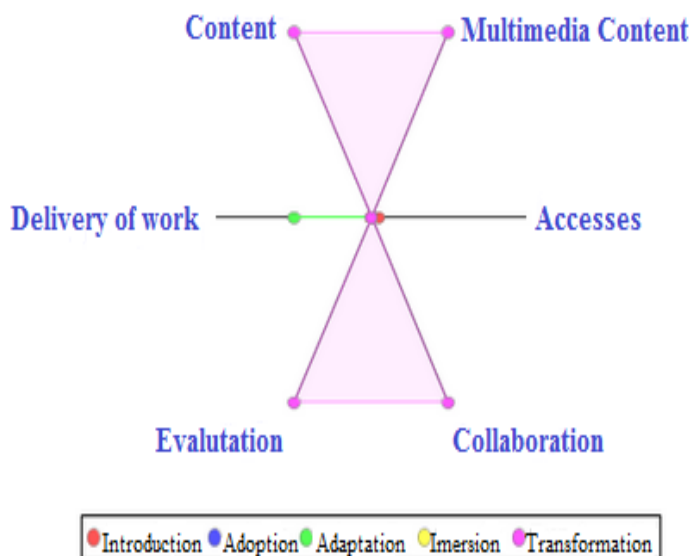 Content
Multimedia Content
Delivery of work
Accesses
Evalutation
Collaboration
Introduction Adoption Adaptation Imersion Transformation